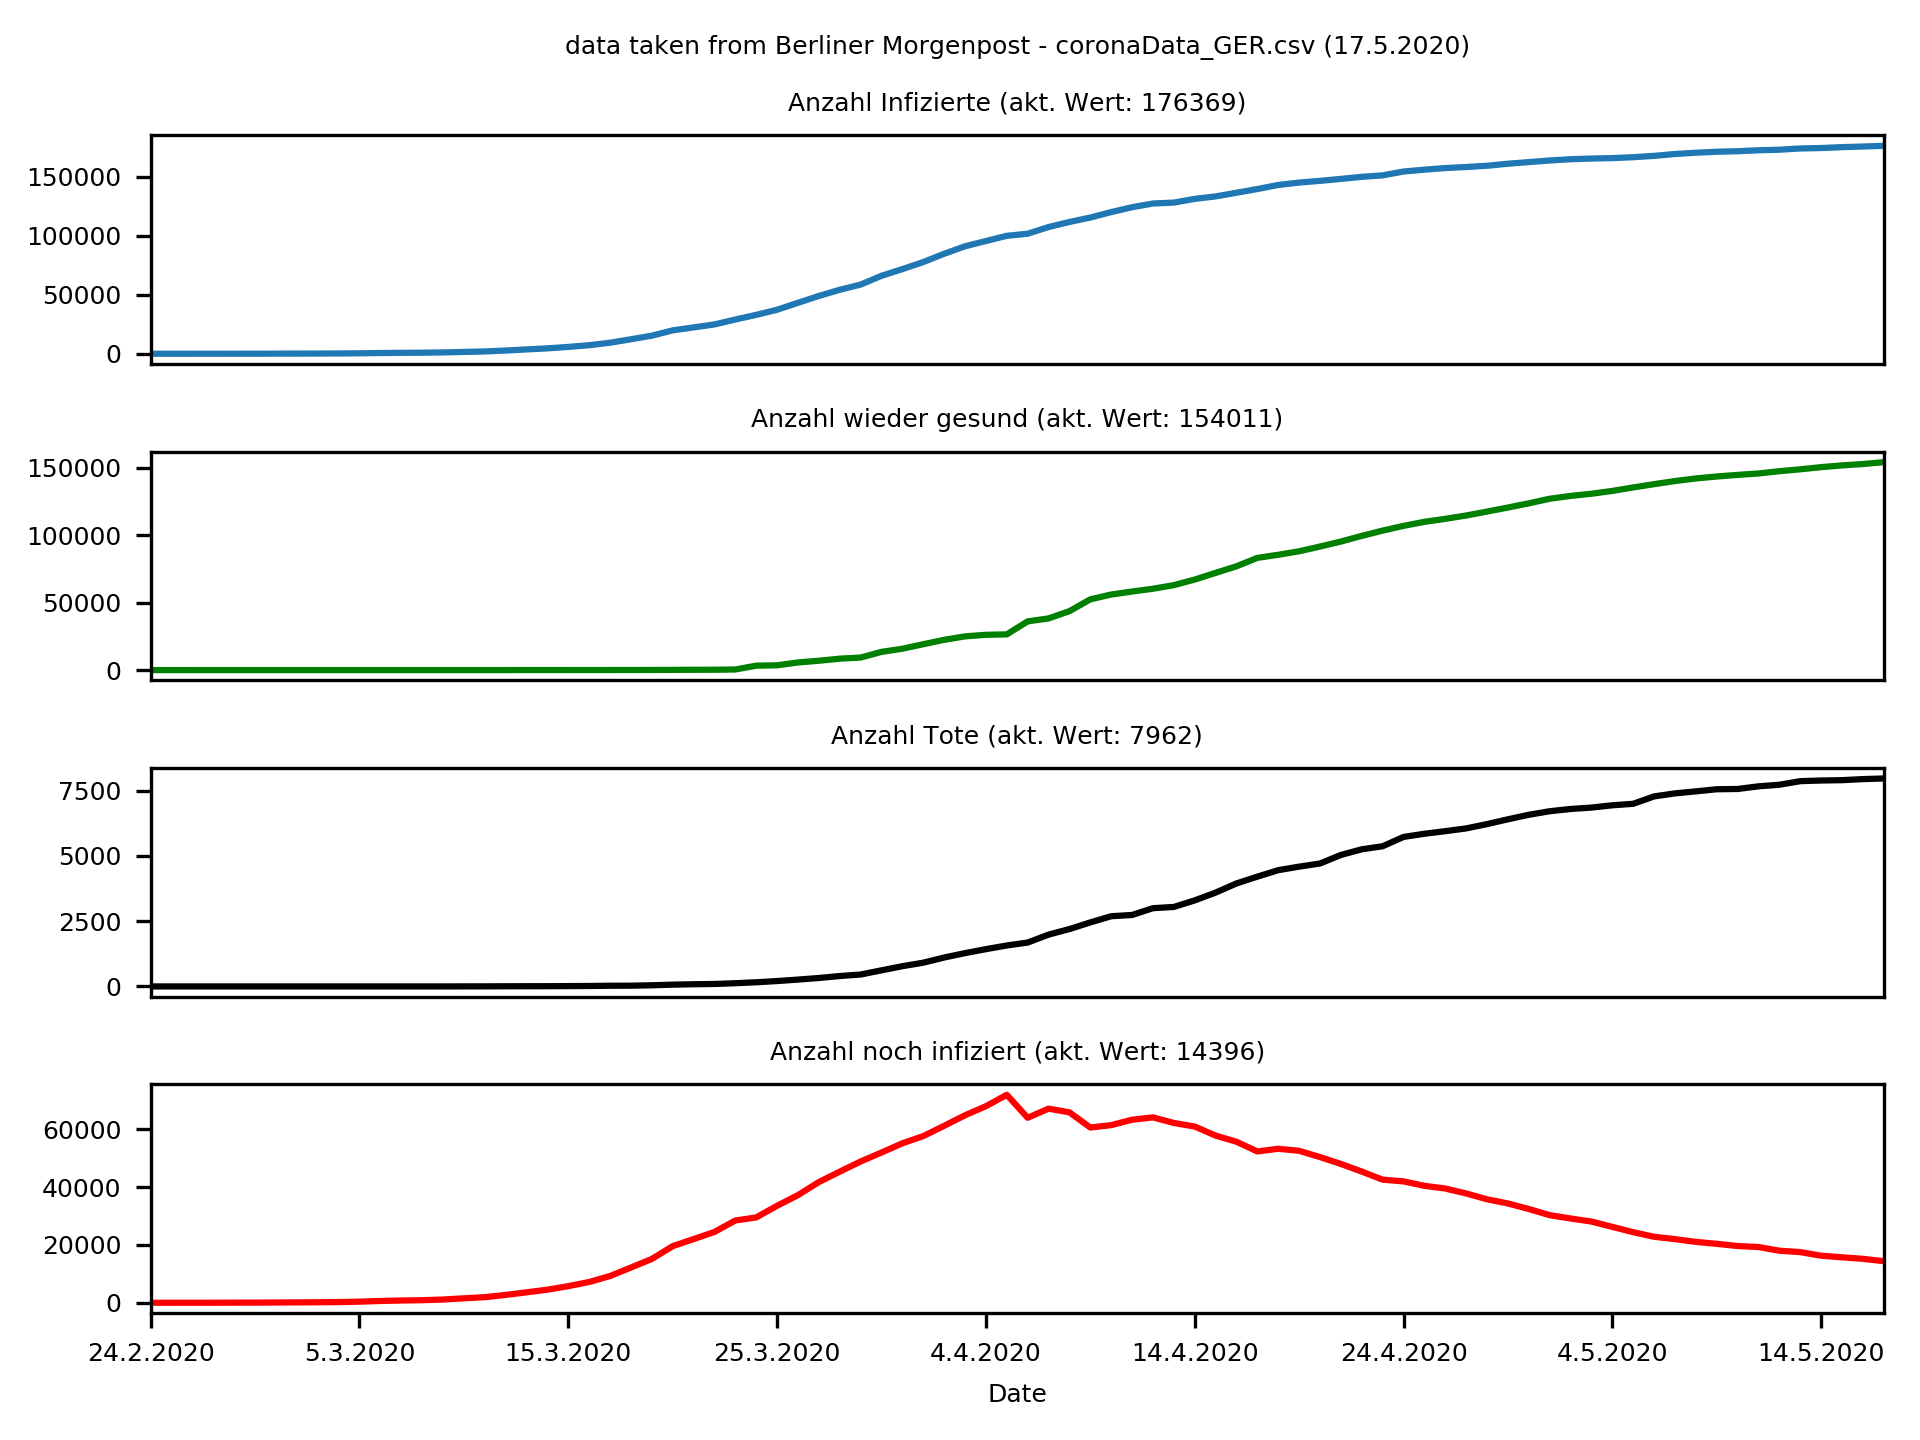 data taken from Berliner Morgenpost - coronaData_GER.csv (17.5.2020)
Anzahl Infizierte (akt. Wert: 176369)
150000
100000
50000
0
Anzahl wieder gesund (akt. Wert: 154011)
150000
100000
50000
0
Anzahl Tote (akt. Wert: 7962)
7500
5000
2500
0
Anzahl noch infiziert (akt. Wert: 14396)
60000
40000
20000
0
24.2.2020 5.3.2020 15.3.2020 25.3.2020 4.4.2020 14.4.2020 24.4.2020 4.5.2020 14.5.2020
Date